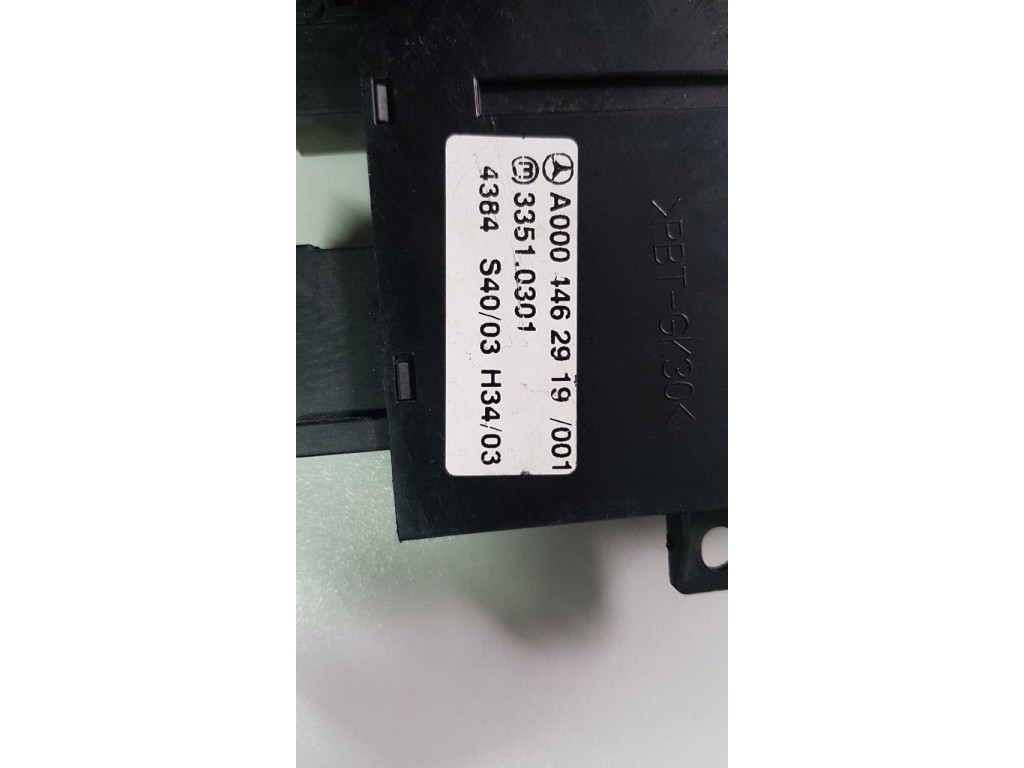 A000 446 29 19 /001
3351.0301
4384 S40/03 H34/03
>PBT-GK30<